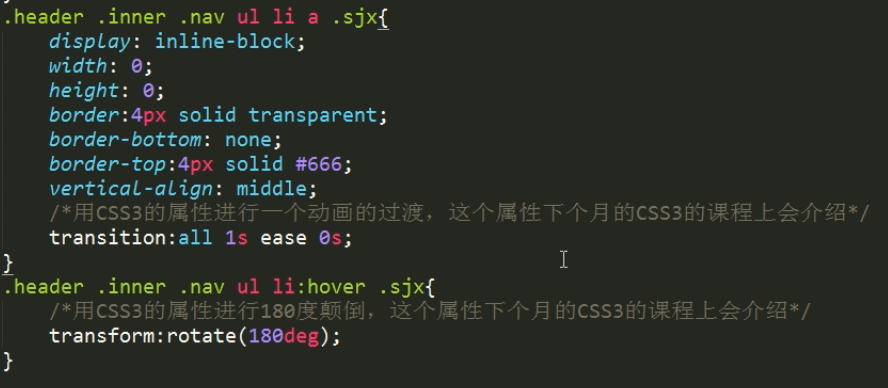 .header .inner .nav ul li a .sjx{
    display: inline-block;
    width: 0;
    height: 0;
    border:4px solid transparent;
    border-bottom: none;
    border-top:4px solid #666;
    vertical-align: middle;
    /*用CSS3的属性进行一个动画的过渡，这个属性下个月的CSS3的课程上会介绍*/
    transition:all 1s ease 0s;
}
.header .inner .nav ul li:hover .sjx{
    /*用CSS3的属性进行180度颠倒，这个属性下个月的CSS3的课程上会介绍*/
    transform:rotate(180deg);
}